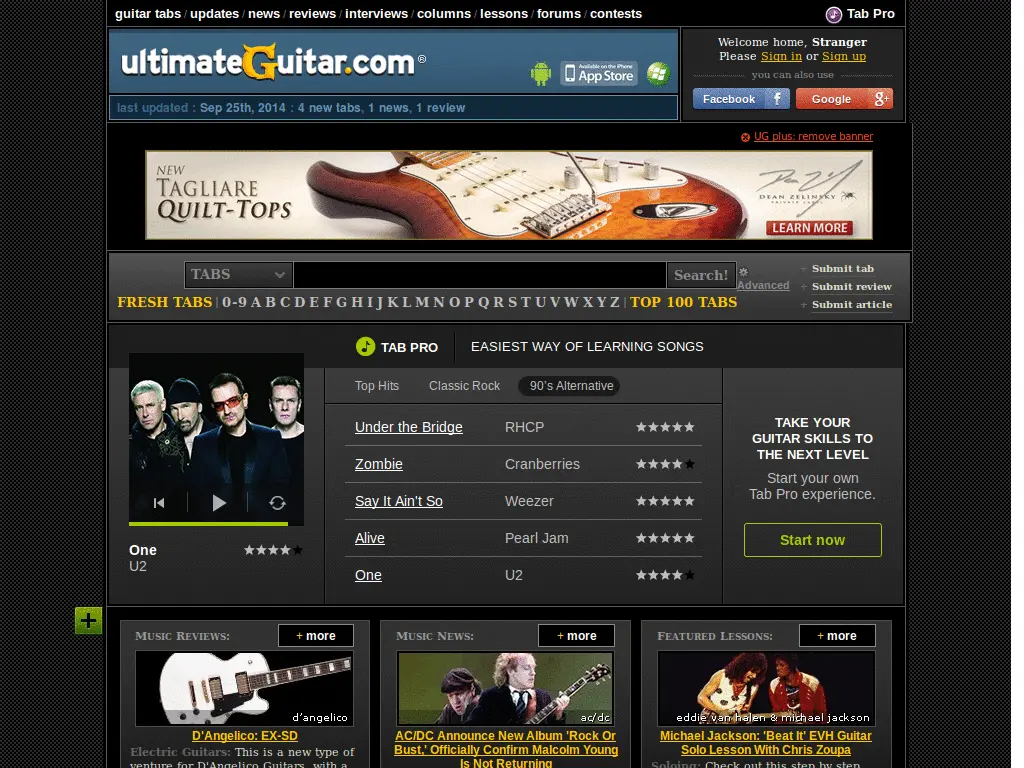 guitar tabs / updates / news / reviews / interviews / columns / lessons / forums / contests
Tab Pro
ultimateGuitar.com®
Available on the iPhone
App Store
last updated : Sep 25th, 2014 : 4 new tabs, 1 news, 1 review
Welcome home, Stranger
Please Sign in or Sign up
you can also use
Facebook f
Google g+
UG plus: remove banner
NEW
TAGLIARE
QUILT-TOPS
DEAN ZELINSKY
PRIVATE LABEL
LEARN MORE
TABS
Search!
Advanced
+ Submit tab
+ Submit review
+ Submit article
FRESH TABS | 0-9 A B C D E F G H I J K L M N O P Q R S T U V W X Y Z | TOP 100 TABS
TAB PRO
EASIEST WAY OF LEARNING SONGS
Top Hits
Classic Rock
90's Alternative
Under the Bridge RHCP ★★★★★
Zombie Cranberries ★★★★★
Say It Ain't So Weezer ★★★★★
Alive Pearl Jam ★★★★★
One U2 ★★★★★
One ★★★★★
U2
TAKE YOUR
GUITAR SKILLS TO
THE NEXT LEVEL
Start your own
Tab Pro experience.
Start now
+
Music Reviews:
+ more
d'angelico
D'Angelico: EX-SD
Electric Guitars: This is a new type of
venture for D'Angelico Guitars, with a
Music News:
+ more
ac/dc
AC/DC Announce New Album 'Rock Or
Bust,' Officially Confirm Malcolm Young
Is Not Returning
Featured Lessons:
+ more
eddie van halen & michael jackson
Michael Jackson: 'Beat It' EVH Guitar
Solo Lesson With Chris Zoupa
Soloing: Check out this step by step